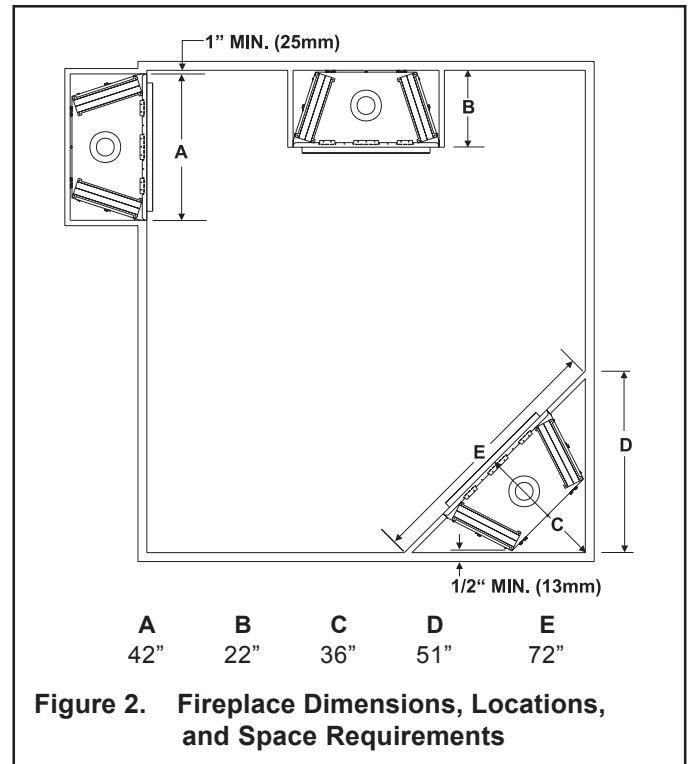 1” MIN. (25mm)
A
B
E
D
C
1/2“ MIN. (13mm)
A B C D E
42” 22” 36” 51” 72”
Figure 2. Fireplace Dimensions, Locations,
and Space Requirements